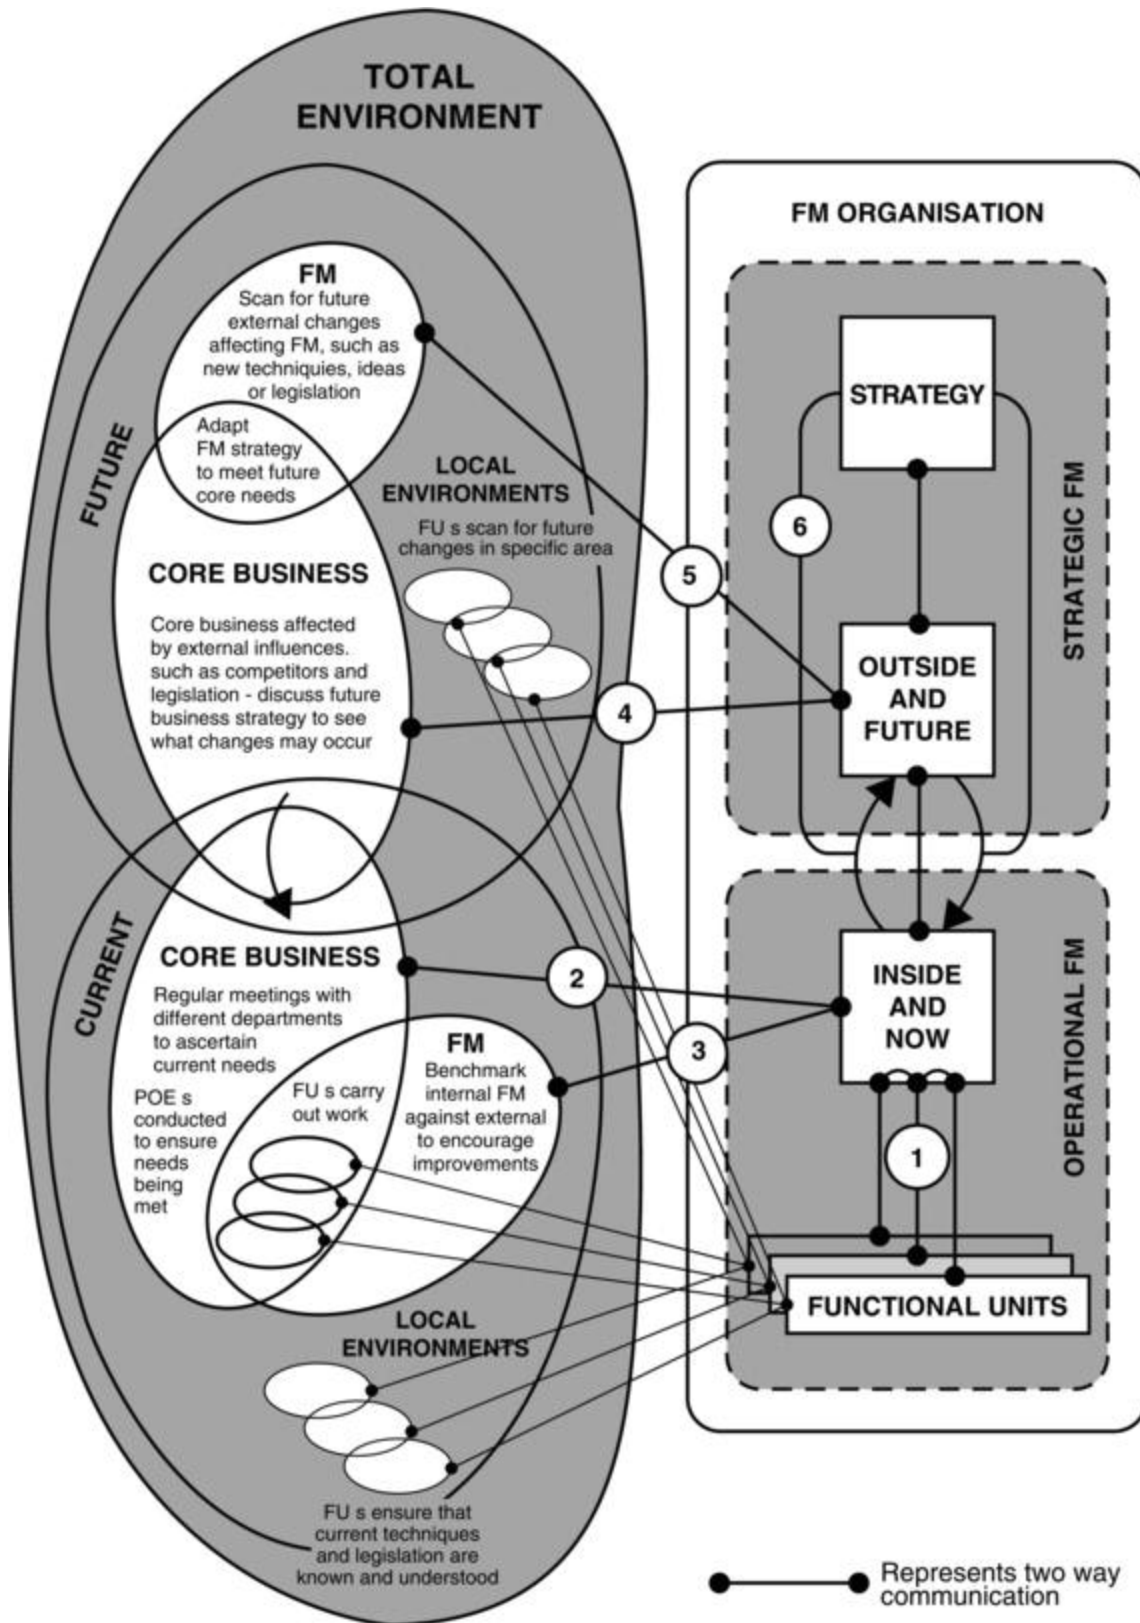 TOTAL
ENVIRONMENT
FM ORGANISATION
FM
Scan for future
external changes
affecting FM, such as
new techniquies, ideas
or legislation
Adapt
FM strategy
to meet future
core needs
FUTURE
LOCAL
ENVIRONMENTS
FU s scan for future
changes in specific area
CORE BUSINESS
Core business affected
by external influences.
such as competitors and
legislation - discuss future
business strategy to see
what changes may occur
STRATEGY
STRATEGIC FM
6
5
OUTSIDE
AND
FUTURE
4
CURRENT
CORE BUSINESS
Regular meetings with
different departments
to ascertain
current needs
2
INSIDE
AND
NOW
OPERATIONAL FM
3
FM
Benchmark
internal FM
against external
to encourage
improvements
POE s
conducted
to ensure
needs
being
met
FU s carry
out work
1
FUNCTIONAL UNITS
LOCAL
ENVIRONMENTS
FU s ensure that
current techniques
and legislation are
known and understood
Represents two way
communication